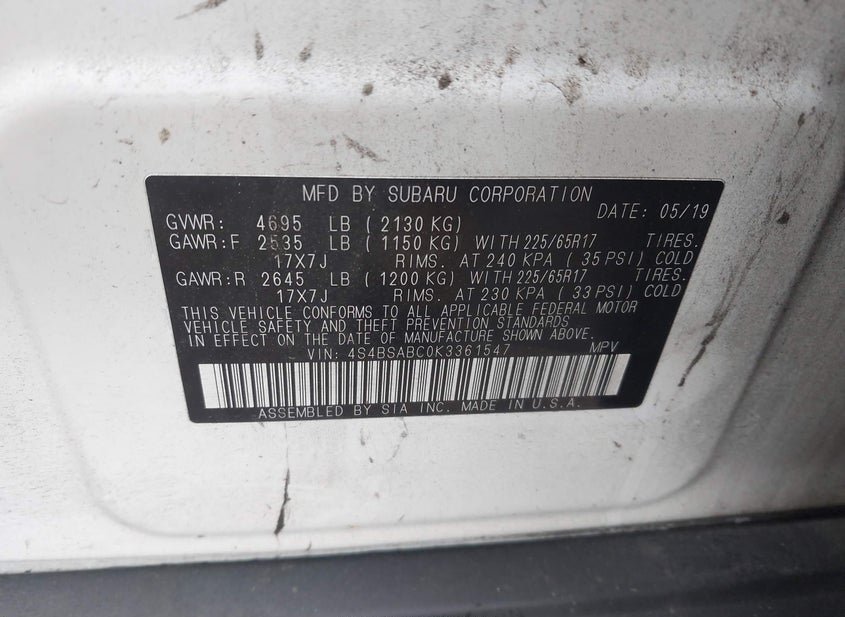 MFD BY SUBARU CORPORATION
DATE: 05/19
GVWR: 4695 LB ( 2130 KG)
GAWR:F 2535 LB ( 1150 KG) WITH 225/65R17 TIRES.
17X7J RIMS. AT 240 KPA ( 35 PSI) COLD
GAWR:R 2645 LB ( 1200 KG) WITH 225/65R17 TIRES.
17X7J RIMS. AT 230 KPA ( 33 PSI) COLD
THIS VEHICLE CONFORMS TO ALL APPLICABLE FEDERAL MOTOR
VEHICLE SAFETY AND THEFT PREVENTION STANDARDS
IN EFFECT ON THE DATE OF MANUFACTURE SHOWN ABOVE.
VIN: 4S4BSABC0K3361547 MPV
ASSEMBLED BY SIA INC. MADE IN U.S.A.